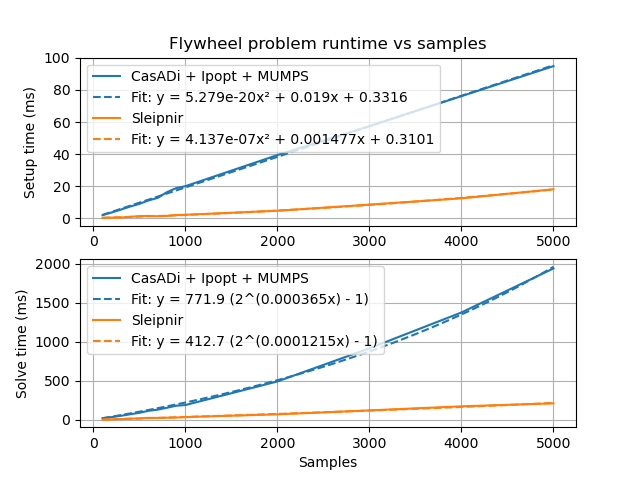 Flywheel problem runtime vs samples
Setup time (ms)
100
80
60
40
20
0
CasADi + Ipopt + MUMPS
Fit: y = 5.279e-20x² + 0.019x + 0.3316
Sleipnir
Fit: y = 4.137e-07x² + 0.001477x + 0.3101
0 1000 2000 3000 4000 5000
Solve time (ms)
2000
1500
1000
500
0
CasADi + Ipopt + MUMPS
Fit: y = 771.9 (2^(0.000365x) - 1)
Sleipnir
Fit: y = 412.7 (2^(0.0001215x) - 1)
0 1000 2000 3000 4000 5000
Samples